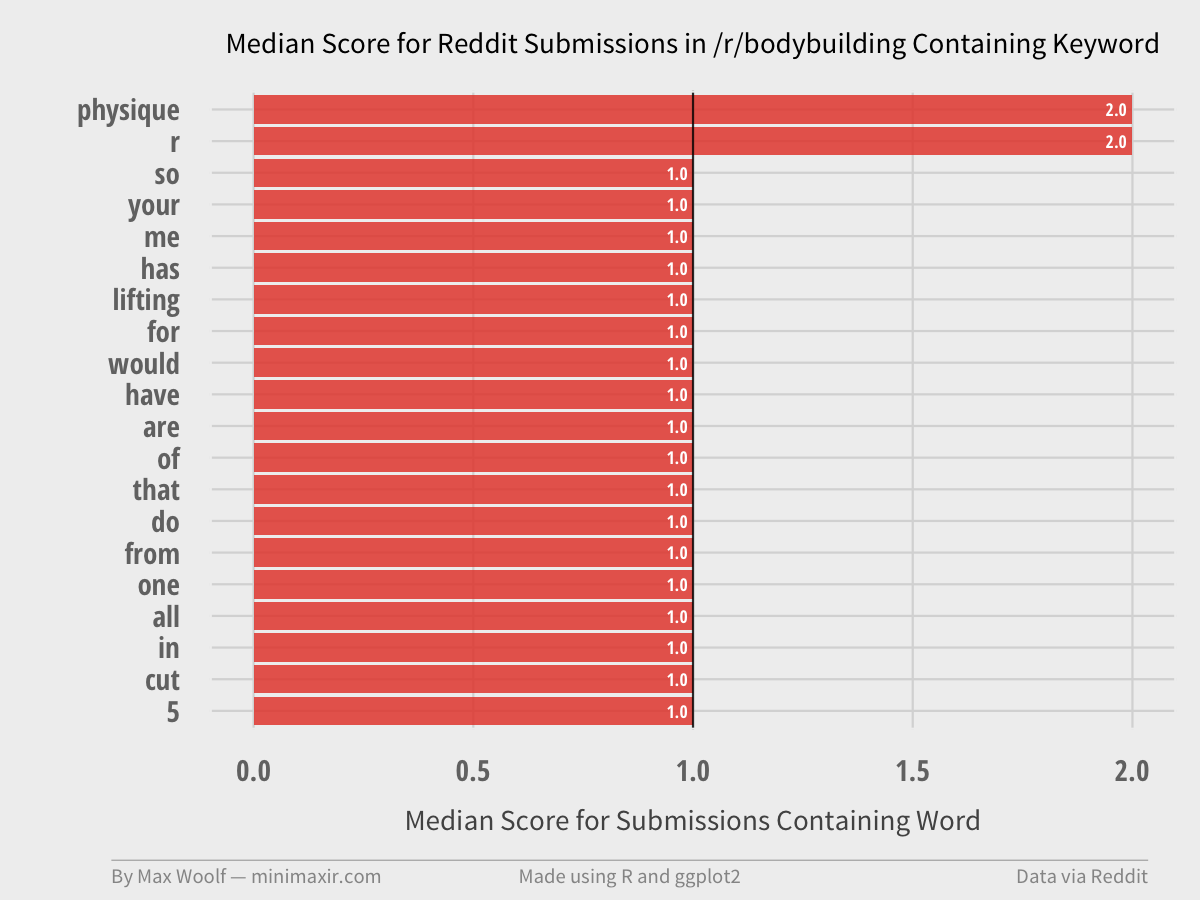 Median Score for Reddit Submissions in /r/bodybuilding Containing Keyword
physique 2.0
r 2.0
so 1.0
your 1.0
me 1.0
has 1.0
lifting 1.0
for 1.0
would 1.0
have 1.0
are 1.0
of 1.0
that 1.0
do 1.0
from 1.0
one 1.0
all 1.0
in 1.0
cut 1.0
5 1.0
0.0 0.5 1.0 1.5 2.0
Median Score for Submissions Containing Word
By Max Woolf — minimaxir.com Made using R and ggplot2 Data via Reddit